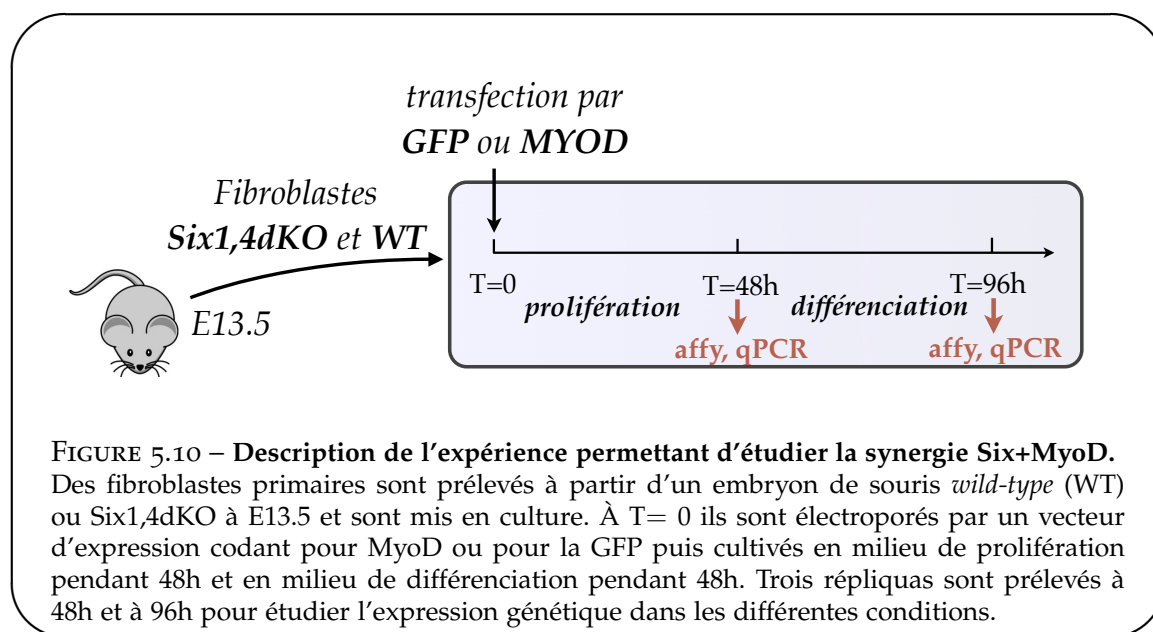 transfection par
GFP ou MYOD
Fibroblastes
Six1,4dKO et WT
E13.5
T=0
prolifération
T=48h
différenciation
T=96h
affy, qPCR
affy, qPCR
FIGURE 5.10 – Description de l'expérience permettant d'étudier la synergie Six+MyoD.
Des fibroblastes primaires sont prélevés à partir d'un embryon de souris wild-type (WT)
ou Six1,4dKO à E13.5 et sont mis en culture. À T= 0 ils sont électroporés par un vecteur
d'expression codant pour MyoD ou pour la GFP puis cultivés en milieu de prolifération
pendant 48h et en milieu de différenciation pendant 48h. Trois répliquas sont prélevés à
48h et à 96h pour étudier l'expression génétique dans les différentes conditions.